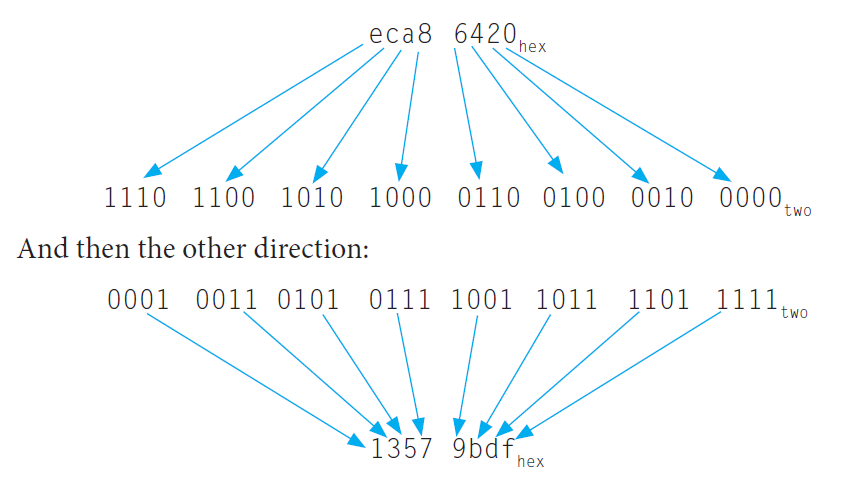 eca8 6420hex
1110 1100 1010 1000 0110 0100 0010 0000two
And then the other direction:
0001 0011 0101 0111 1001 1011 1101 1111two
1357 9bdfhex